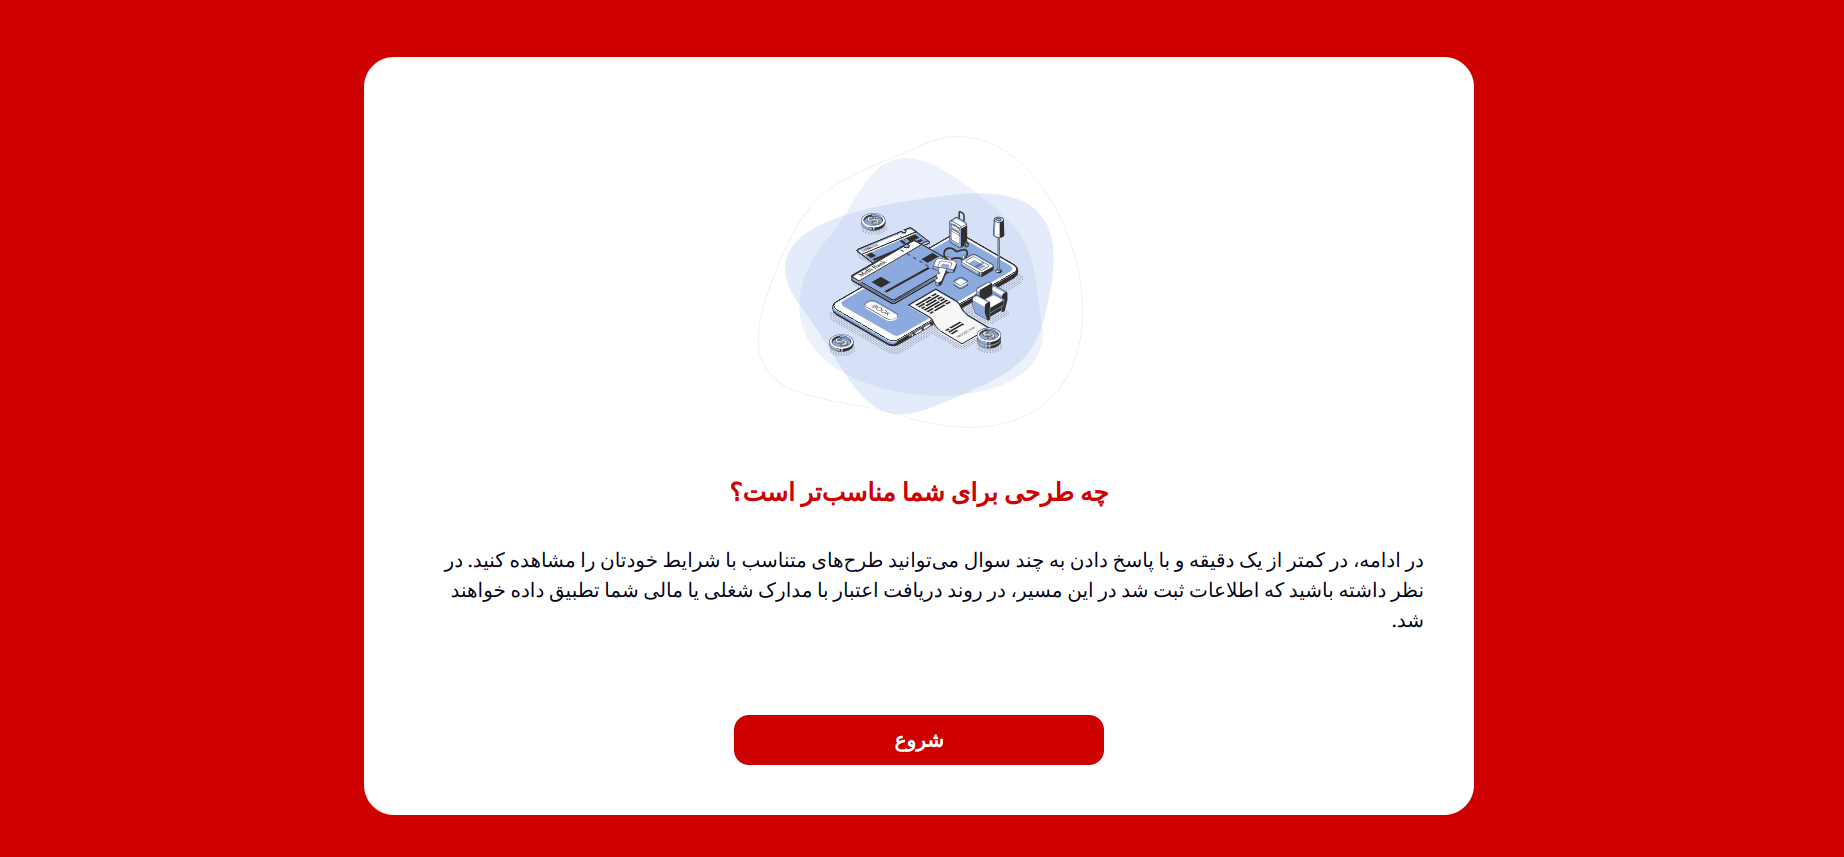 BOOK
چه طرحی برای شما مناسب‌تر است؟
در ادامه، در کمتر از یک دقیقه و با پاسخ دادن به چند سوال می‌توانید طرح‌های متناسب با شرایط خودتان را مشاهده کنید. در
نظر داشته باشید که اطلاعات ثبت شد در این مسیر، در روند دریافت اعتبار با مدارک شغلی یا مالی شما تطبیق داده خواهند
شد.
شروع